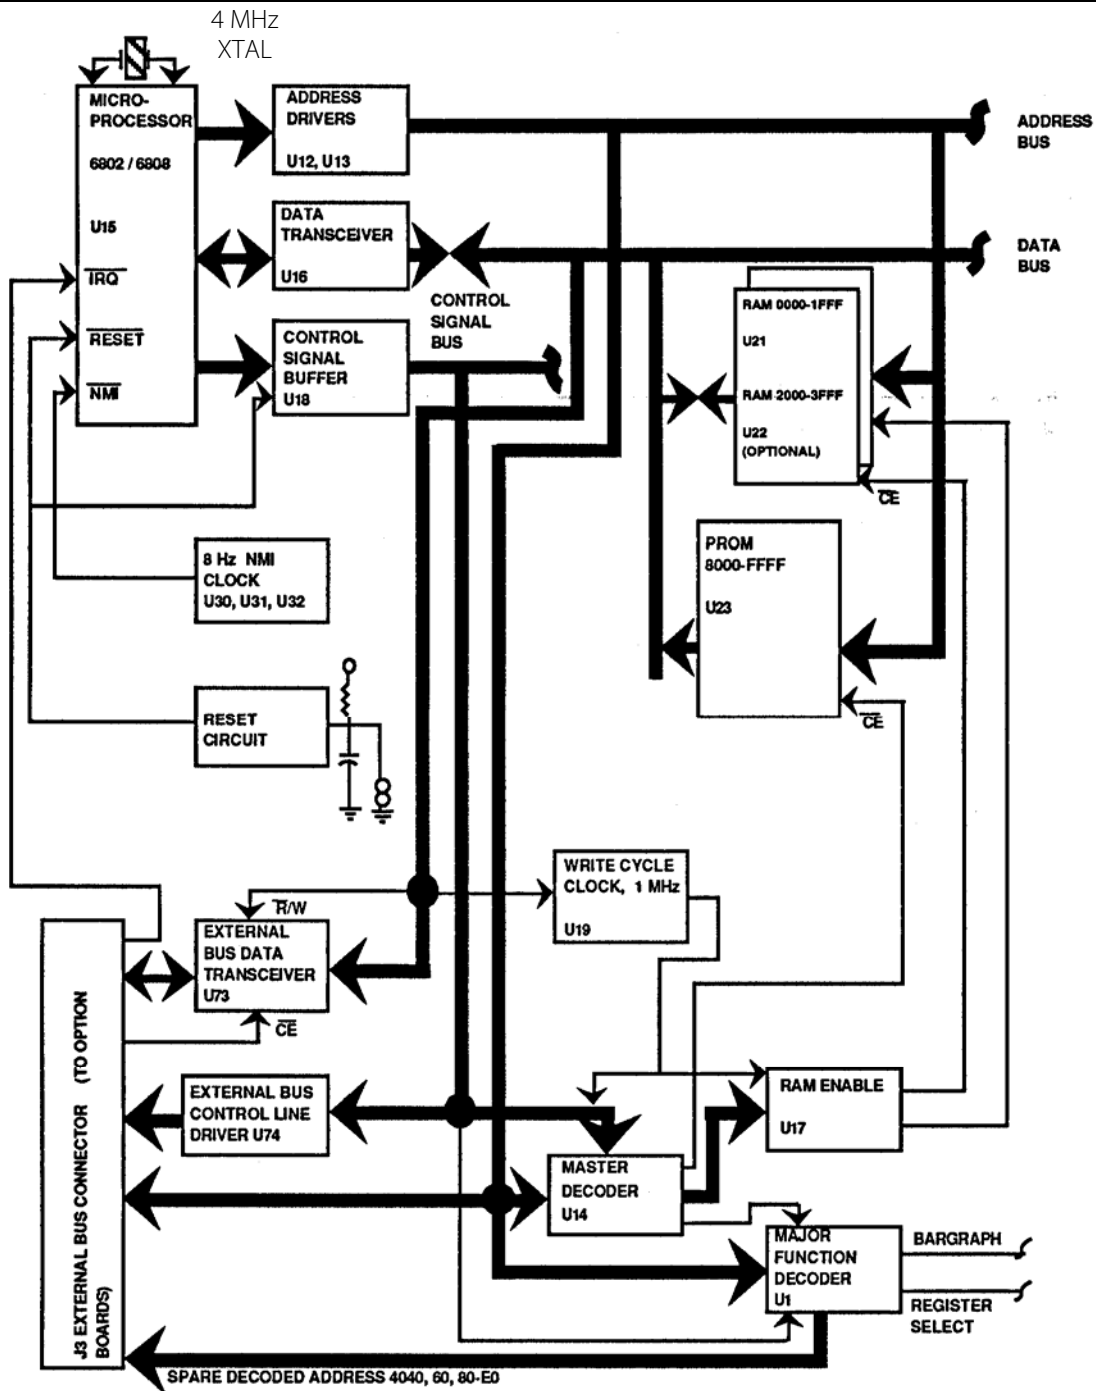 4 MHz
XTAL
MICRO-
PROCESSOR
6802 / 6808
U15
IRQ
RESET
NMI
ADDRESS
DRIVERS
U12, U13
ADDRESS
BUS
DATA
TRANSCEIVER
U16
DATA
BUS
CONTROL
SIGNAL
BUS
CONTROL
SIGNAL
BUFFER
U18
RAM 0000-1FFF
U21
RAM 2000-3FFF
U22
(OPTIONAL)
CE
8 Hz NMI
CLOCK
U30, U31, U32
PROM
8000-FFFF
U23
CE
RESET
CIRCUIT
WRITE CYCLE
CLOCK, 1 MHz
U19
R/W
EXTERNAL
BUS DATA
TRANSCEIVER
U73
CE
J3 EXTERNAL BUS CONNECTOR (TO OPTION
BOARDS)
EXTERNAL BUS
CONTROL LINE
DRIVER U74
RAM ENABLE
U17
MASTER
DECODER
U14
MAJOR
FUNCTION
DECODER
U1
BARGRAPH
REGISTER
SELECT
SPARE DECODED ADDRESS 4040, 60, 80-E0